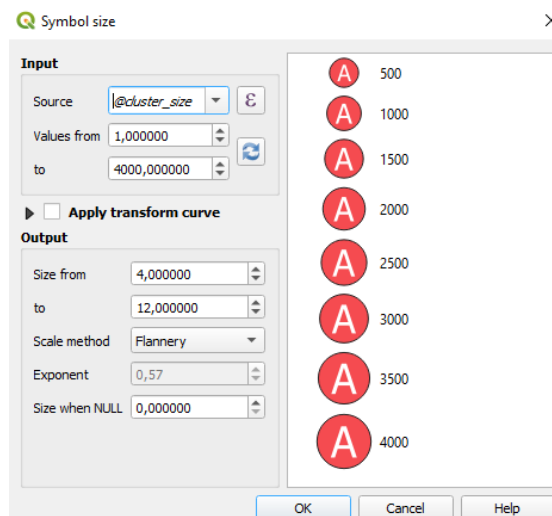 Symbol size
Input
Source @cluster_size ε
Values from 1,000000
to 4000,000000
Apply transform curve
Output
Size from 4,000000
to 12,000000
Scale method Flannery
Exponent 0,57
Size when NULL 0,000000
A 500
A 1000
A 1500
A 2000
A 2500
A 3000
A 3500
A 4000
OK Cancel Help